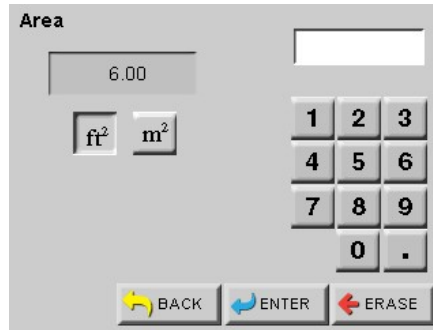 Area
6.00
ft² m²
1 2 3
4 5 6
7 8 9
0 .
BACK ENTER ERASE